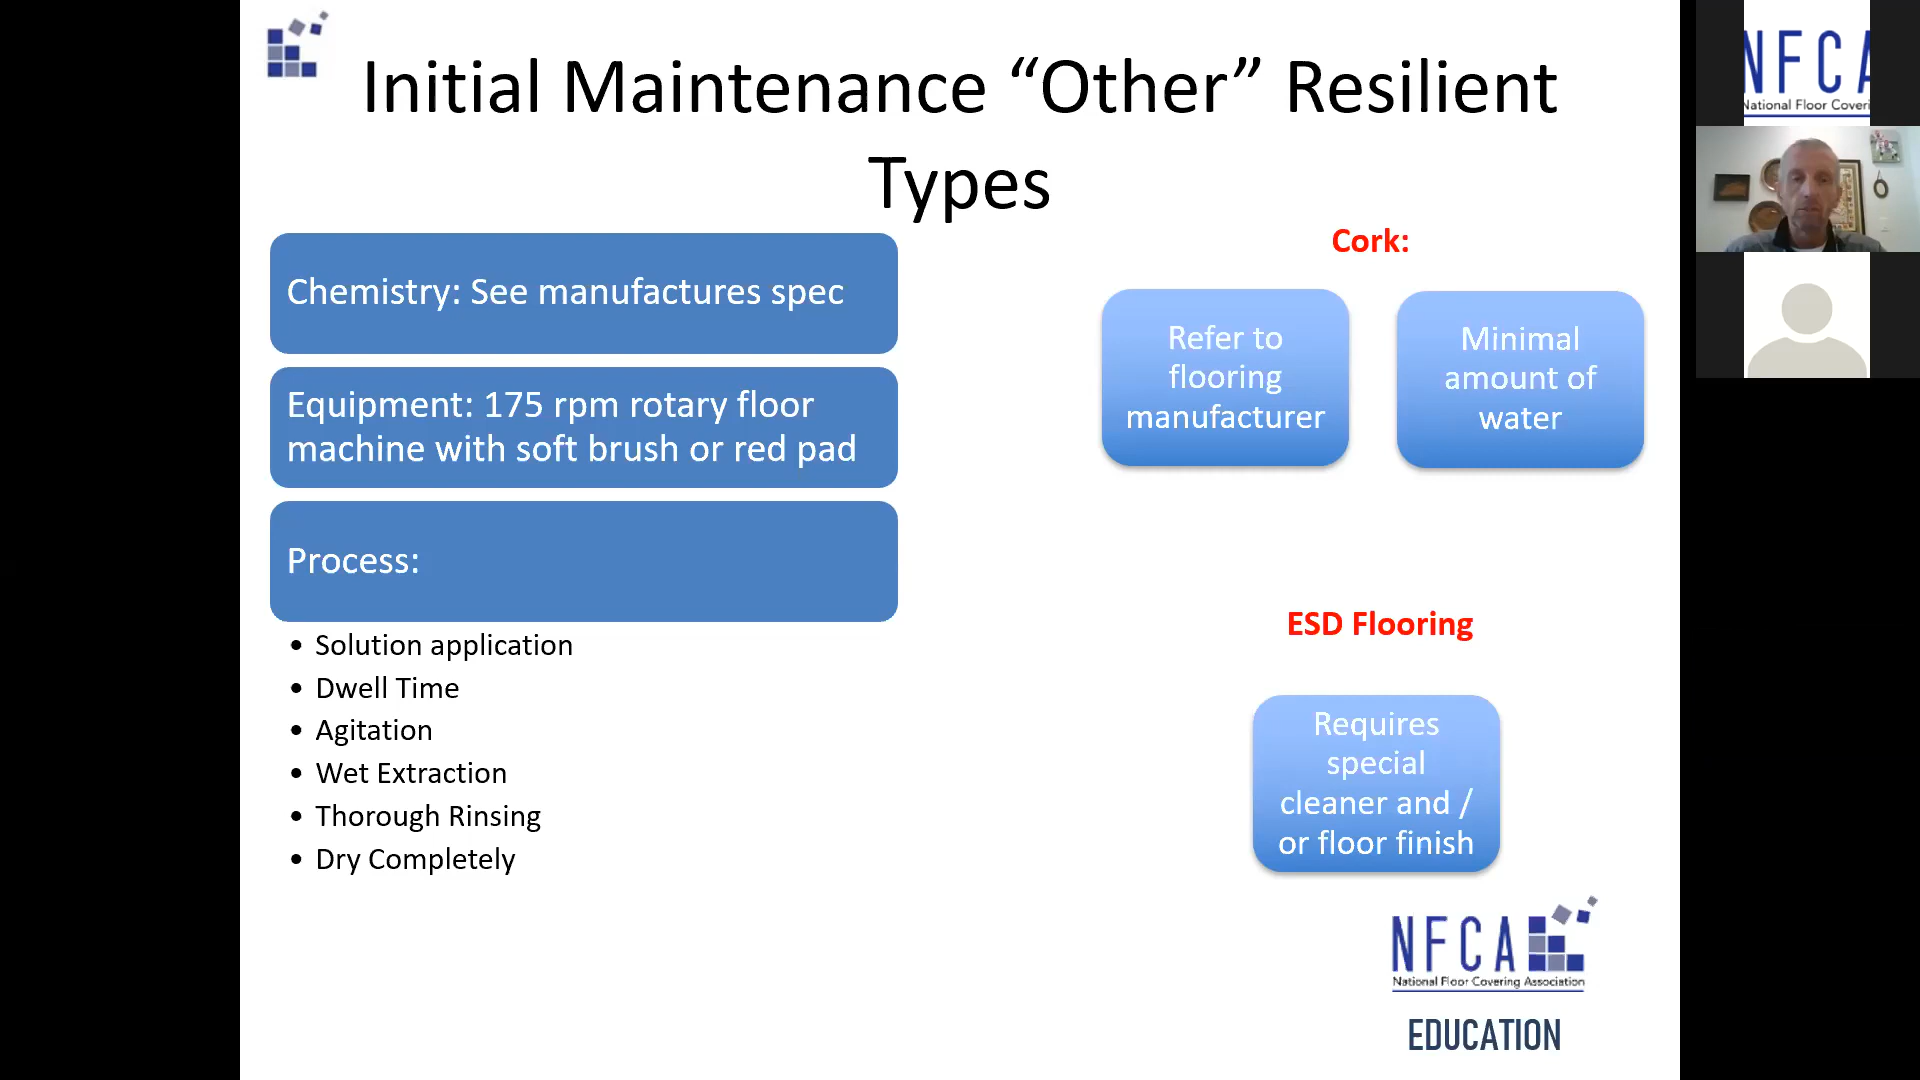 Initial Maintenance “Other” Resilient
Types
Chemistry: See manufactures spec
Equipment: 175 rpm rotary floor
machine with soft brush or red pad
Process:
• Solution application
• Dwell Time
• Agitation
• Wet Extraction
• Thorough Rinsing
• Dry Completely
Cork:
Refer to
flooring
manufacturer
Minimal
amount of
water
ESD Flooring
Requires
special
cleaner and /
or floor finish
NFCA
National Floor Covering Association
EDUCATION
NFCA
National Floor Coveri